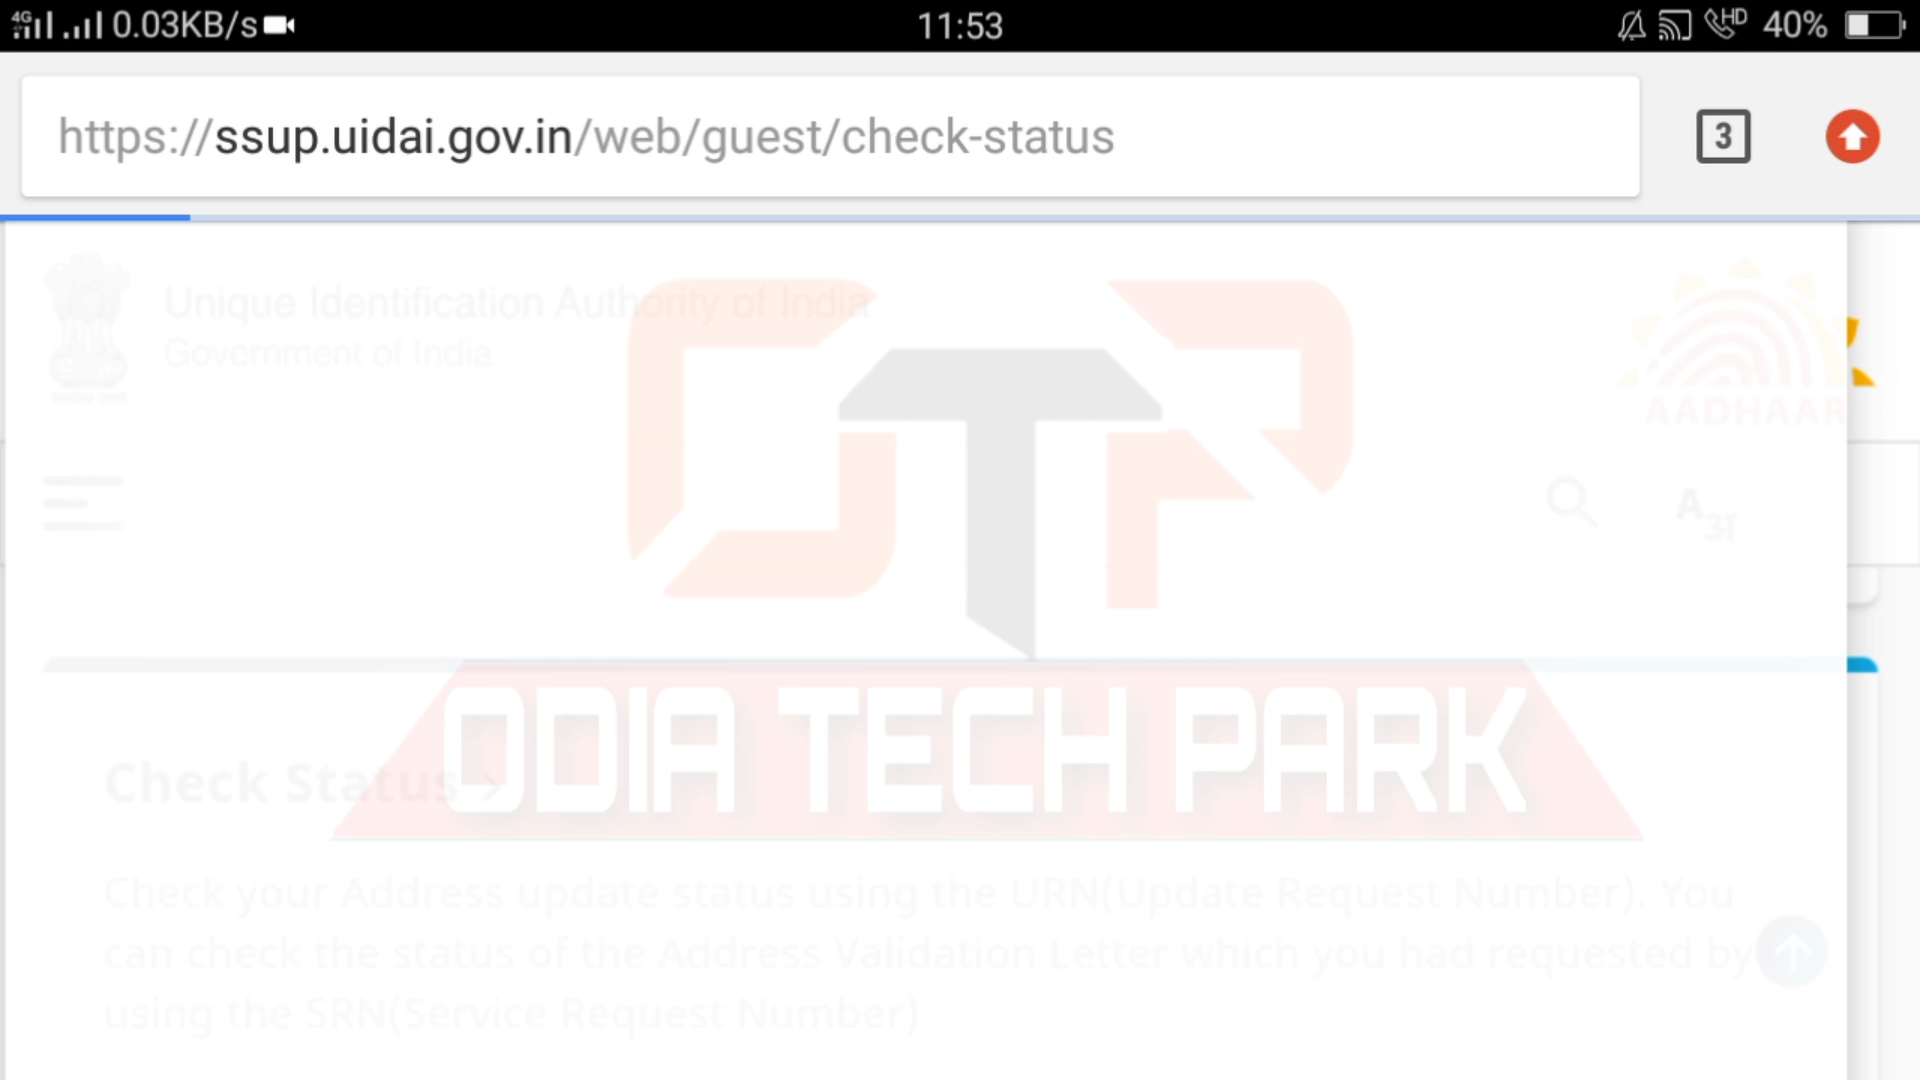 4G 0.03KB/s 11:53 HD 40%
https://ssup.uidai.gov.in/web/guest/check-status 3
Unique Identification Authority of India
Government of India
AADHAAR
A अ
OTP
ODIA TECH PARK
Check Status >
Check your Address update status using the URN(Update Request Number). You
can check the status of the Address Validation Letter which you had requested by
using the SRN(Service Request Number)